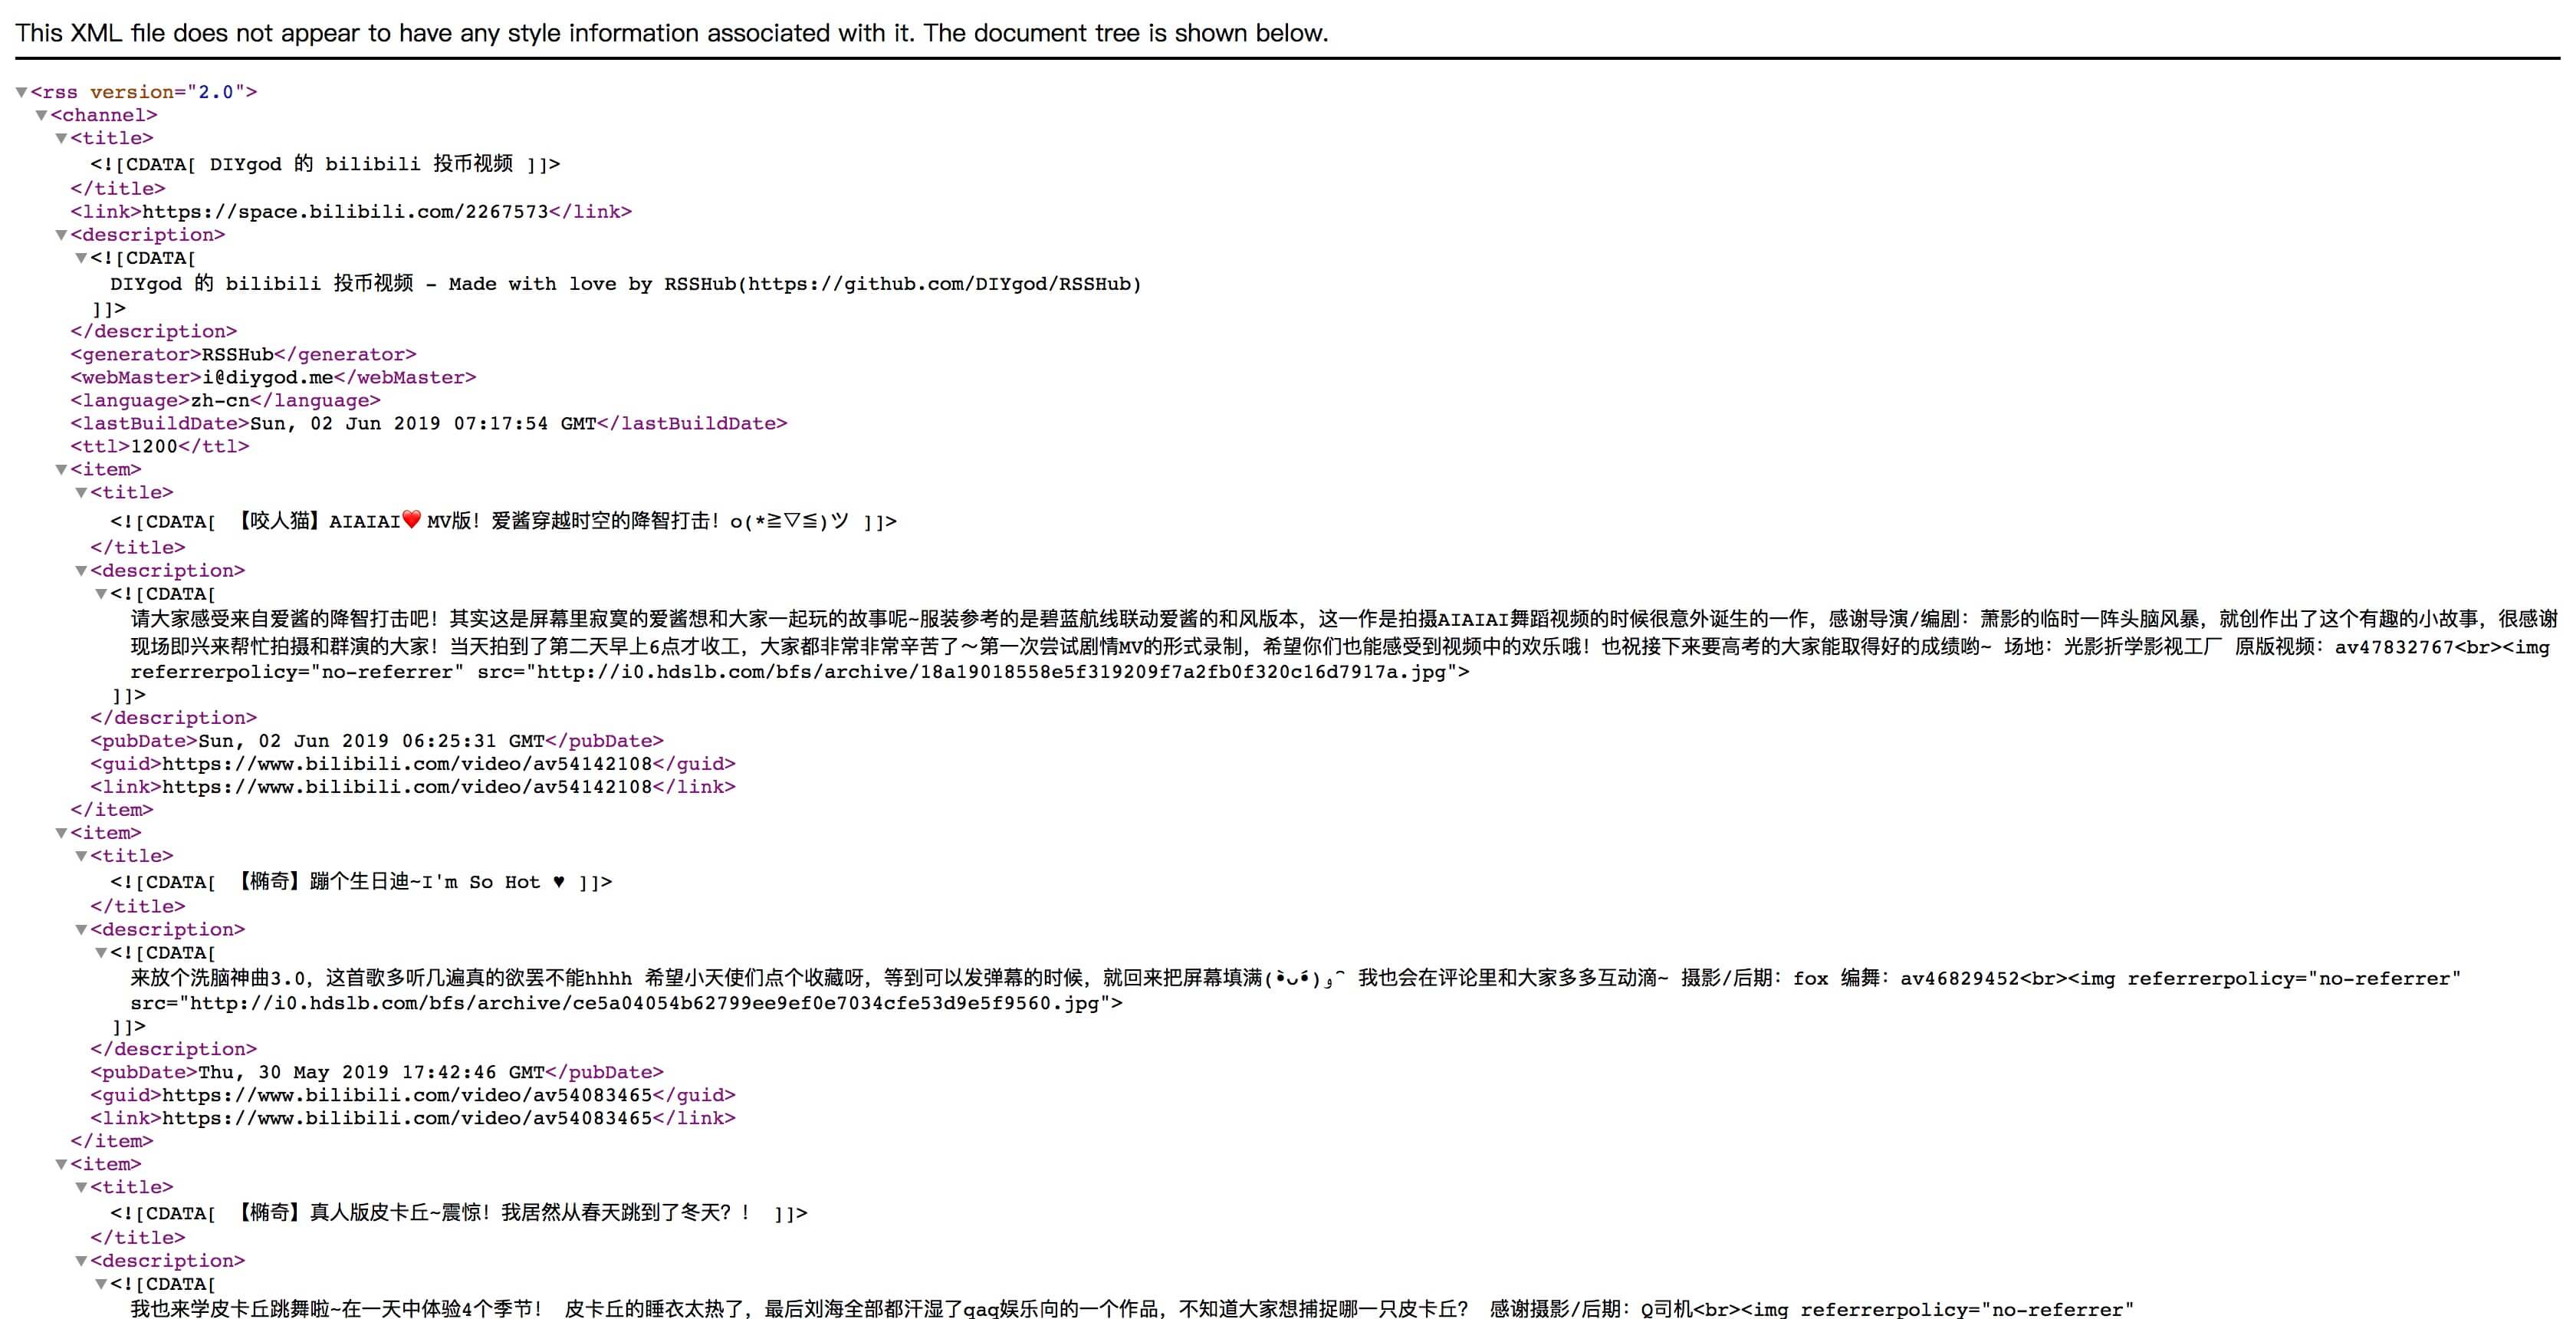 This XML file does not appear to have any style information associated with it. The document tree is shown below.
▼<rss version="2.0">
▼<channel>
▼<title>
<![CDATA[ DIYgod 的 bilibili 投币视频 ]]>
</title>
<link>https://space.bilibili.com/2267573</link>
▼<description>
▼<![CDATA[
DIYgod 的 bilibili 投币视频 - Made with love by RSSHub(https://github.com/DIYgod/RSSHub)
]]>
</description>
<generator>RSSHub</generator>
<webMaster>i@diygod.me</webMaster>
<language>zh-cn</language>
<lastBuildDate>Sun, 02 Jun 2019 07:17:54 GMT</lastBuildDate>
<ttl>1200</ttl>
▼<item>
▼<title>
<![CDATA[ 【咬人猫】AIAIAI❤️ MV版！爱酱穿越时空的降智打击！o(*≧▽≦)ツ ]]>
</title>
▼<description>
▼<![CDATA[
请大家感受来自爱酱的降智打击吧！其实这是屏幕里寂寞的爱酱想和大家一起玩的故事呢~服装参考的是碧蓝航线联动爱酱的和风版本，这一作是拍摄AIAIAI舞蹈视频的时候很意外诞生的一作，感谢导演/编剧：萧影的临时一阵头脑风暴，就创作出了这个有趣的小故事，很感谢
现场即兴来帮忙拍摄和群演的大家！当天拍到了第二天早上6点才收工，大家都非常非常辛苦了～第一次尝试剧情MV的形式录制，希望你们也能感受到视频中的欢乐哦！也祝接下来要高考的大家能取得好的成绩哟~ 场地：光影折学影视工厂 原版视频：av47832767<br><img
referrerpolicy="no-referrer" src="http://i0.hdslb.com/bfs/archive/18a19018558e5f319209f7a2fb0f320c16d7917a.jpg">
]]>
</description>
<pubDate>Sun, 02 Jun 2019 06:25:31 GMT</pubDate>
<guid>https://www.bilibili.com/video/av54142108</guid>
<link>https://www.bilibili.com/video/av54142108</link>
</item>
▼<item>
▼<title>
<![CDATA[ 【椭奇】蹦个生日迪~I'm So Hot ♥ ]]>
</title>
▼<description>
▼<![CDATA[
来放个洗脑神曲3.0，这首歌多听几遍真的欲罢不能hhhh 希望小天使们点个收藏呀，等到可以发弹幕的时候，就回来把屏幕填满(•̀ᴗ•́)و ̑̑ 我也会在评论里和大家多多互动滴~ 摄影/后期：fox 编舞：av46829452<br><img referrerpolicy="no-referrer"
src="http://i0.hdslb.com/bfs/archive/ce5a04054b62799ee9ef0e7034cfe53d9e5f9560.jpg">
]]>
</description>
<pubDate>Thu, 30 May 2019 17:42:46 GMT</pubDate>
<guid>https://www.bilibili.com/video/av54083465</guid>
<link>https://www.bilibili.com/video/av54083465</link>
</item>
▼<item>
▼<title>
<![CDATA[ 【椭奇】真人版皮卡丘~震惊！我居然从春天跳到了冬天？！ ]]>
</title>
▼<description>
▼<![CDATA[
我也来学皮卡丘跳舞啦~在一天中体验4个季节！ 皮卡丘的睡衣太热了，最后刘海全部都汗湿了qaq娱乐向的一个作品，不知道大家想捕捉哪一只皮卡丘？ 感谢摄影/后期：Q司机<br><img referrerpolicy="no-referrer"